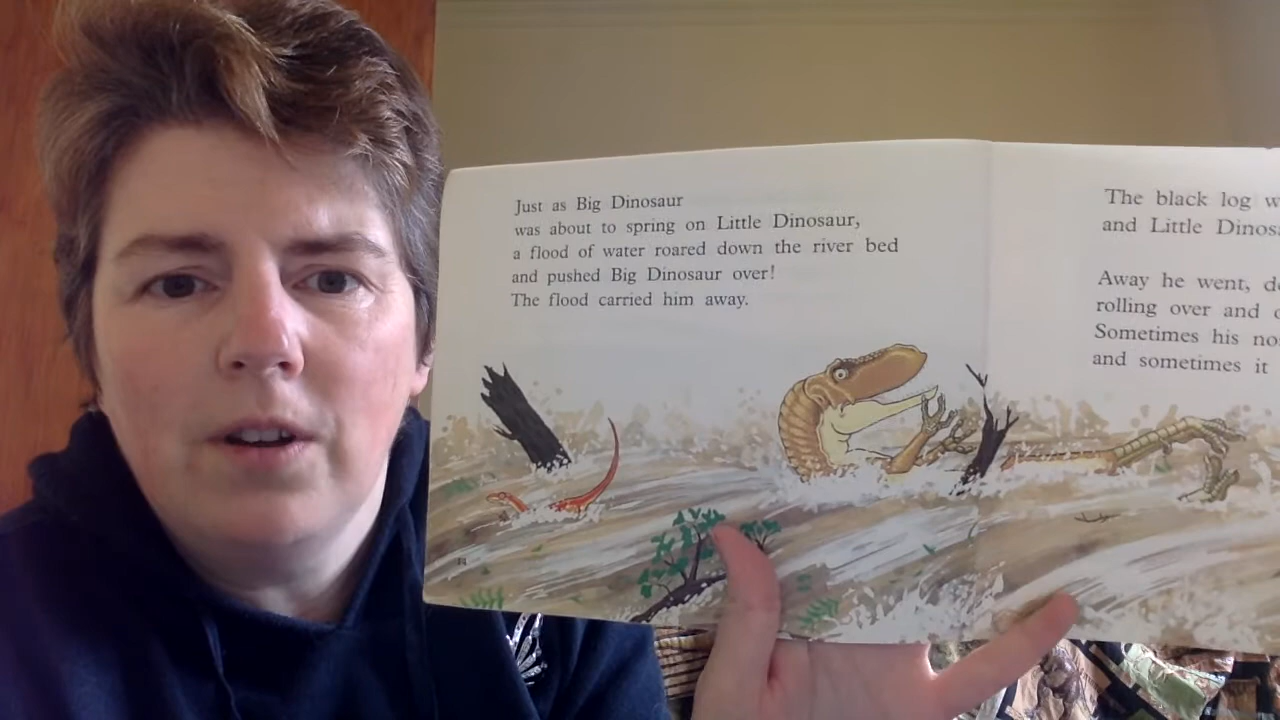 Just as Big Dinosaur
was about to spring on Little Dinosaur,
a flood of water roared down the river bed
and pushed Big Dinosaur over!
The flood carried him away.
The black log
and Little
Away he went,
rolling over and
Sometimes his
and sometimes it